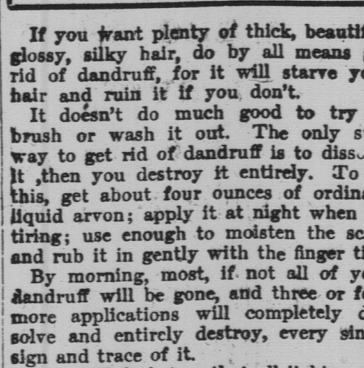 If you want plenty of thick, beautif
glossy, silky hair, do by all means
rid of dandruff, for it will starve y
hair and ruin it if you don't.
It doesn't do much good to try
brush or wash it out. The only s
way to get rid of dandruff is to diss
it ,then you destroy it entirely. To
this, get about four ounces of ordin
liquid arvon; apply it at night when
tiring; use enough to moisten the sc
and rub it in gently with the finger ti
By morning, most, if not all of y
dandruff will be gone, and three or f
more applications will completely d
solve and entirely destroy, every sin
sign and trace of it.